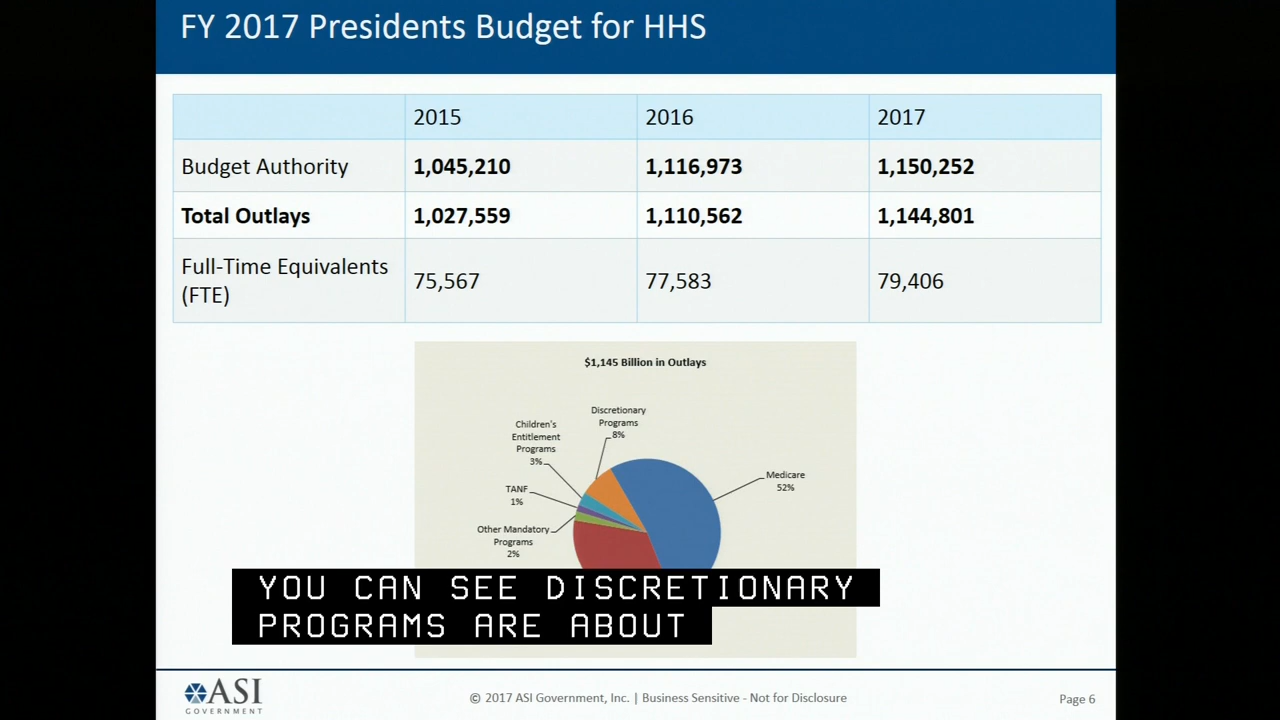 FY 2017 Presidents Budget for HHS
2015 2016 2017
Budget Authority 1,045,210 1,116,973 1,150,252
Total Outlays 1,027,559 1,110,562 1,144,801
Full-Time Equivalents
(FTE) 75,567 77,583 79,406
$1,145 Billion in Outlays
Discretionary
Programs
8%
Children's
Entitlement
Programs
3%
Medicare
52%
TANF
1%
Other Mandatory
Programs
2%
YOU CAN SEE DISCRETIONARY
PROGRAMS ARE ABOUT
ASI
GOVERNMENT
© 2017 ASI Government, Inc. | Business Sensitive - Not for Disclosure
Page 6